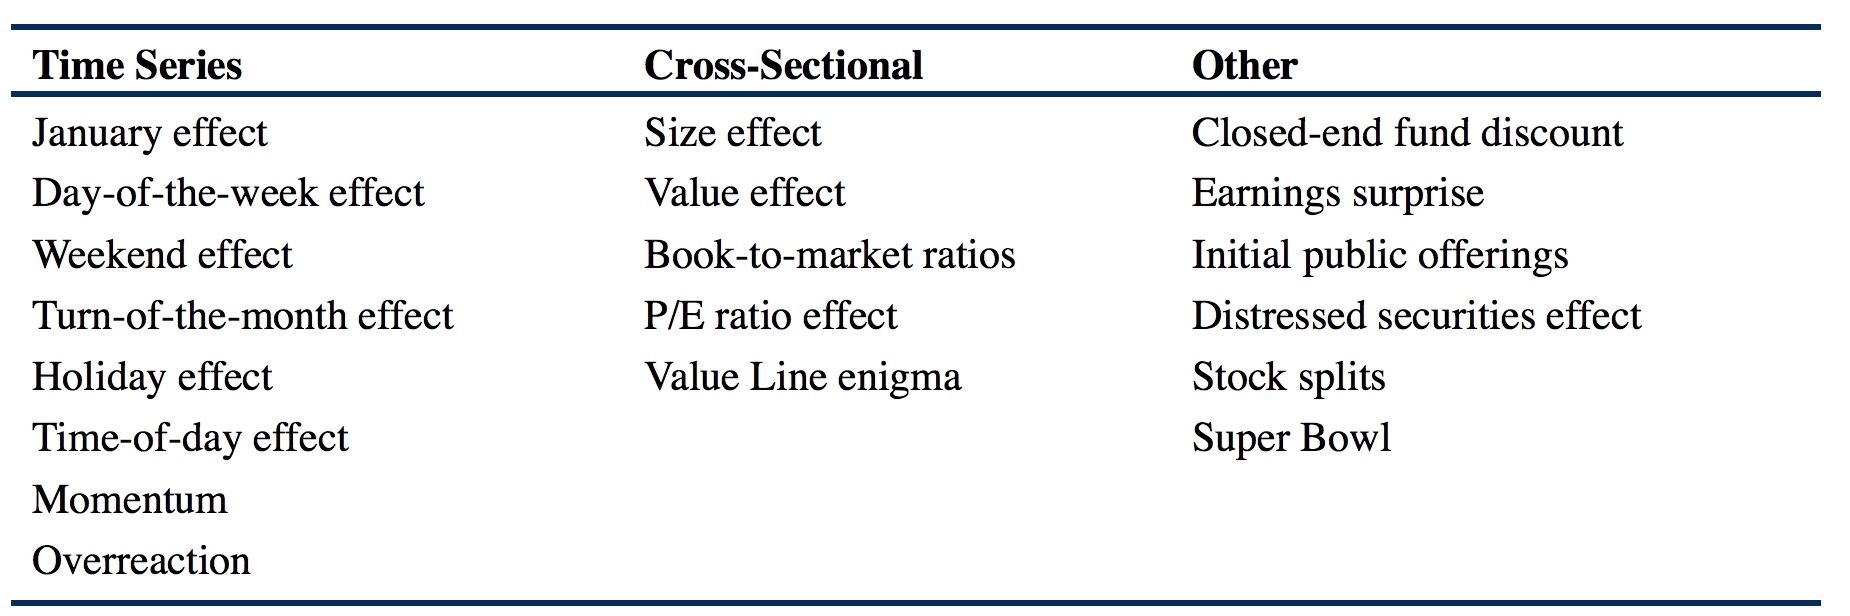 Time Series Cross-Sectional Other
January effect Size effect Closed-end fund discount
Day-of-the-week effect Value effect Earnings surprise
Weekend effect Book-to-market ratios Initial public offerings
Turn-of-the-month effect P/E ratio effect Distressed securities effect
Holiday effect Value Line enigma Stock splits
Time-of-day effect Super Bowl
Momentum
Overreaction